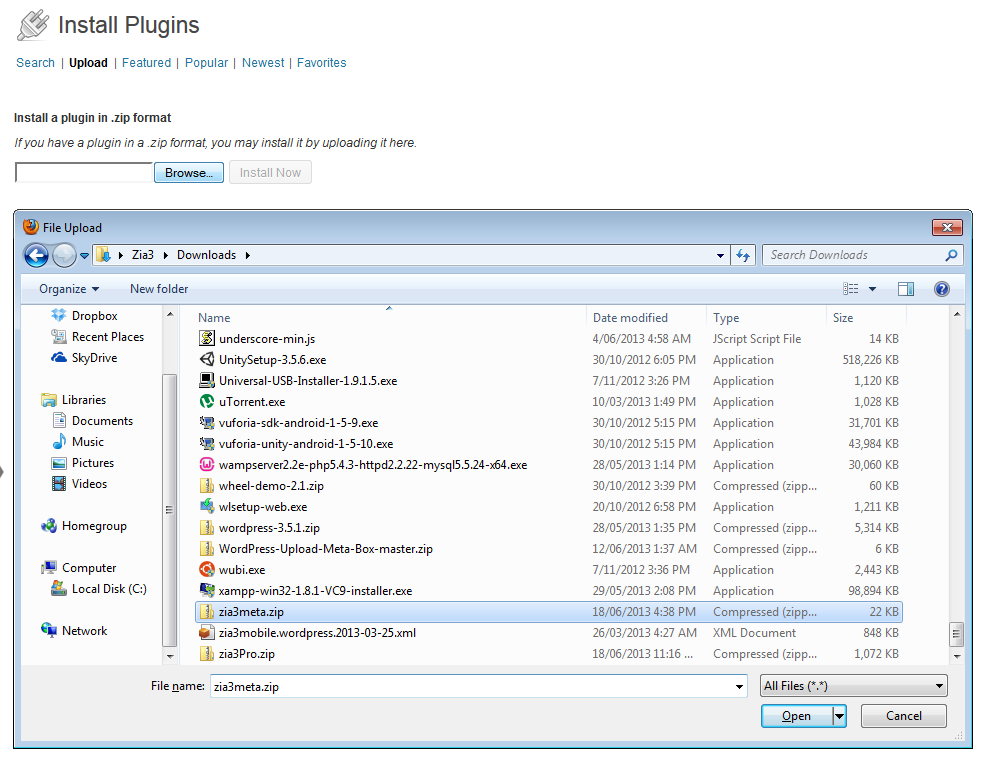 Install Plugins
Search | Upload | Featured | Popular | Newest | Favorites
Install a plugin in .zip format
If you have a plugin in a .zip format, you may install it by uploading it here.
Browse... Install Now
File Upload
Zia3 Downloads Search Downloads
Organize New folder
Dropbox
Recent Places
SkyDrive
Libraries
Documents
Music
Pictures
Videos
Homegroup
Computer
Local Disk (C:)
Network
Name Date modified Type Size
underscore-min.js 4/06/2013 4:58 AM JScript Script File 14 KB
UnitySetup-3.5.6.exe 30/10/2012 6:05 PM Application 518,226 KB
Universal-USB-Installer-1.9.1.5.exe 7/11/2012 3:26 PM Application 1,120 KB
uTorrent.exe 10/03/2013 1:49 PM Application 1,028 KB
vuforia-sdk-android-1-5-9.exe 30/10/2012 5:15 PM Application 31,701 KB
vuforia-unity-android-1-5-10.exe 30/10/2012 5:15 PM Application 43,984 KB
wampserver2.2e-php5.4.3-httpd2.2.22-mysql5.5.24-x64.exe 28/05/2013 1:14 PM Application 30,060 KB
wheel-demo-2.1.zip 30/10/2012 3:39 PM Compressed (zipp... 60 KB
wlsetup-web.exe 20/10/2012 6:58 PM Application 1,211 KB
wordpress-3.5.1.zip 28/05/2013 1:35 PM Compressed (zipp... 5,314 KB
WordPress-Upload-Meta-Box-master.zip 12/06/2013 1:37 AM Compressed (zipp... 6 KB
wubi.exe 7/11/2012 3:36 PM Application 2,443 KB
xampp-win32-1.8.1-VC9-installer.exe 29/05/2013 2:08 PM Application 98,894 KB
zia3meta.zip 18/06/2013 4:38 PM Compressed (zipp... 22 KB
zia3mobile.wordpress.2013-03-25.xml 26/03/2013 4:27 AM XML Document 848 KB
zia3Pro.zip 18/06/2013 11:16 ... Compressed (zipp... 1,072 KB
File name: zia3meta.zip All Files (*.*)
Open Cancel